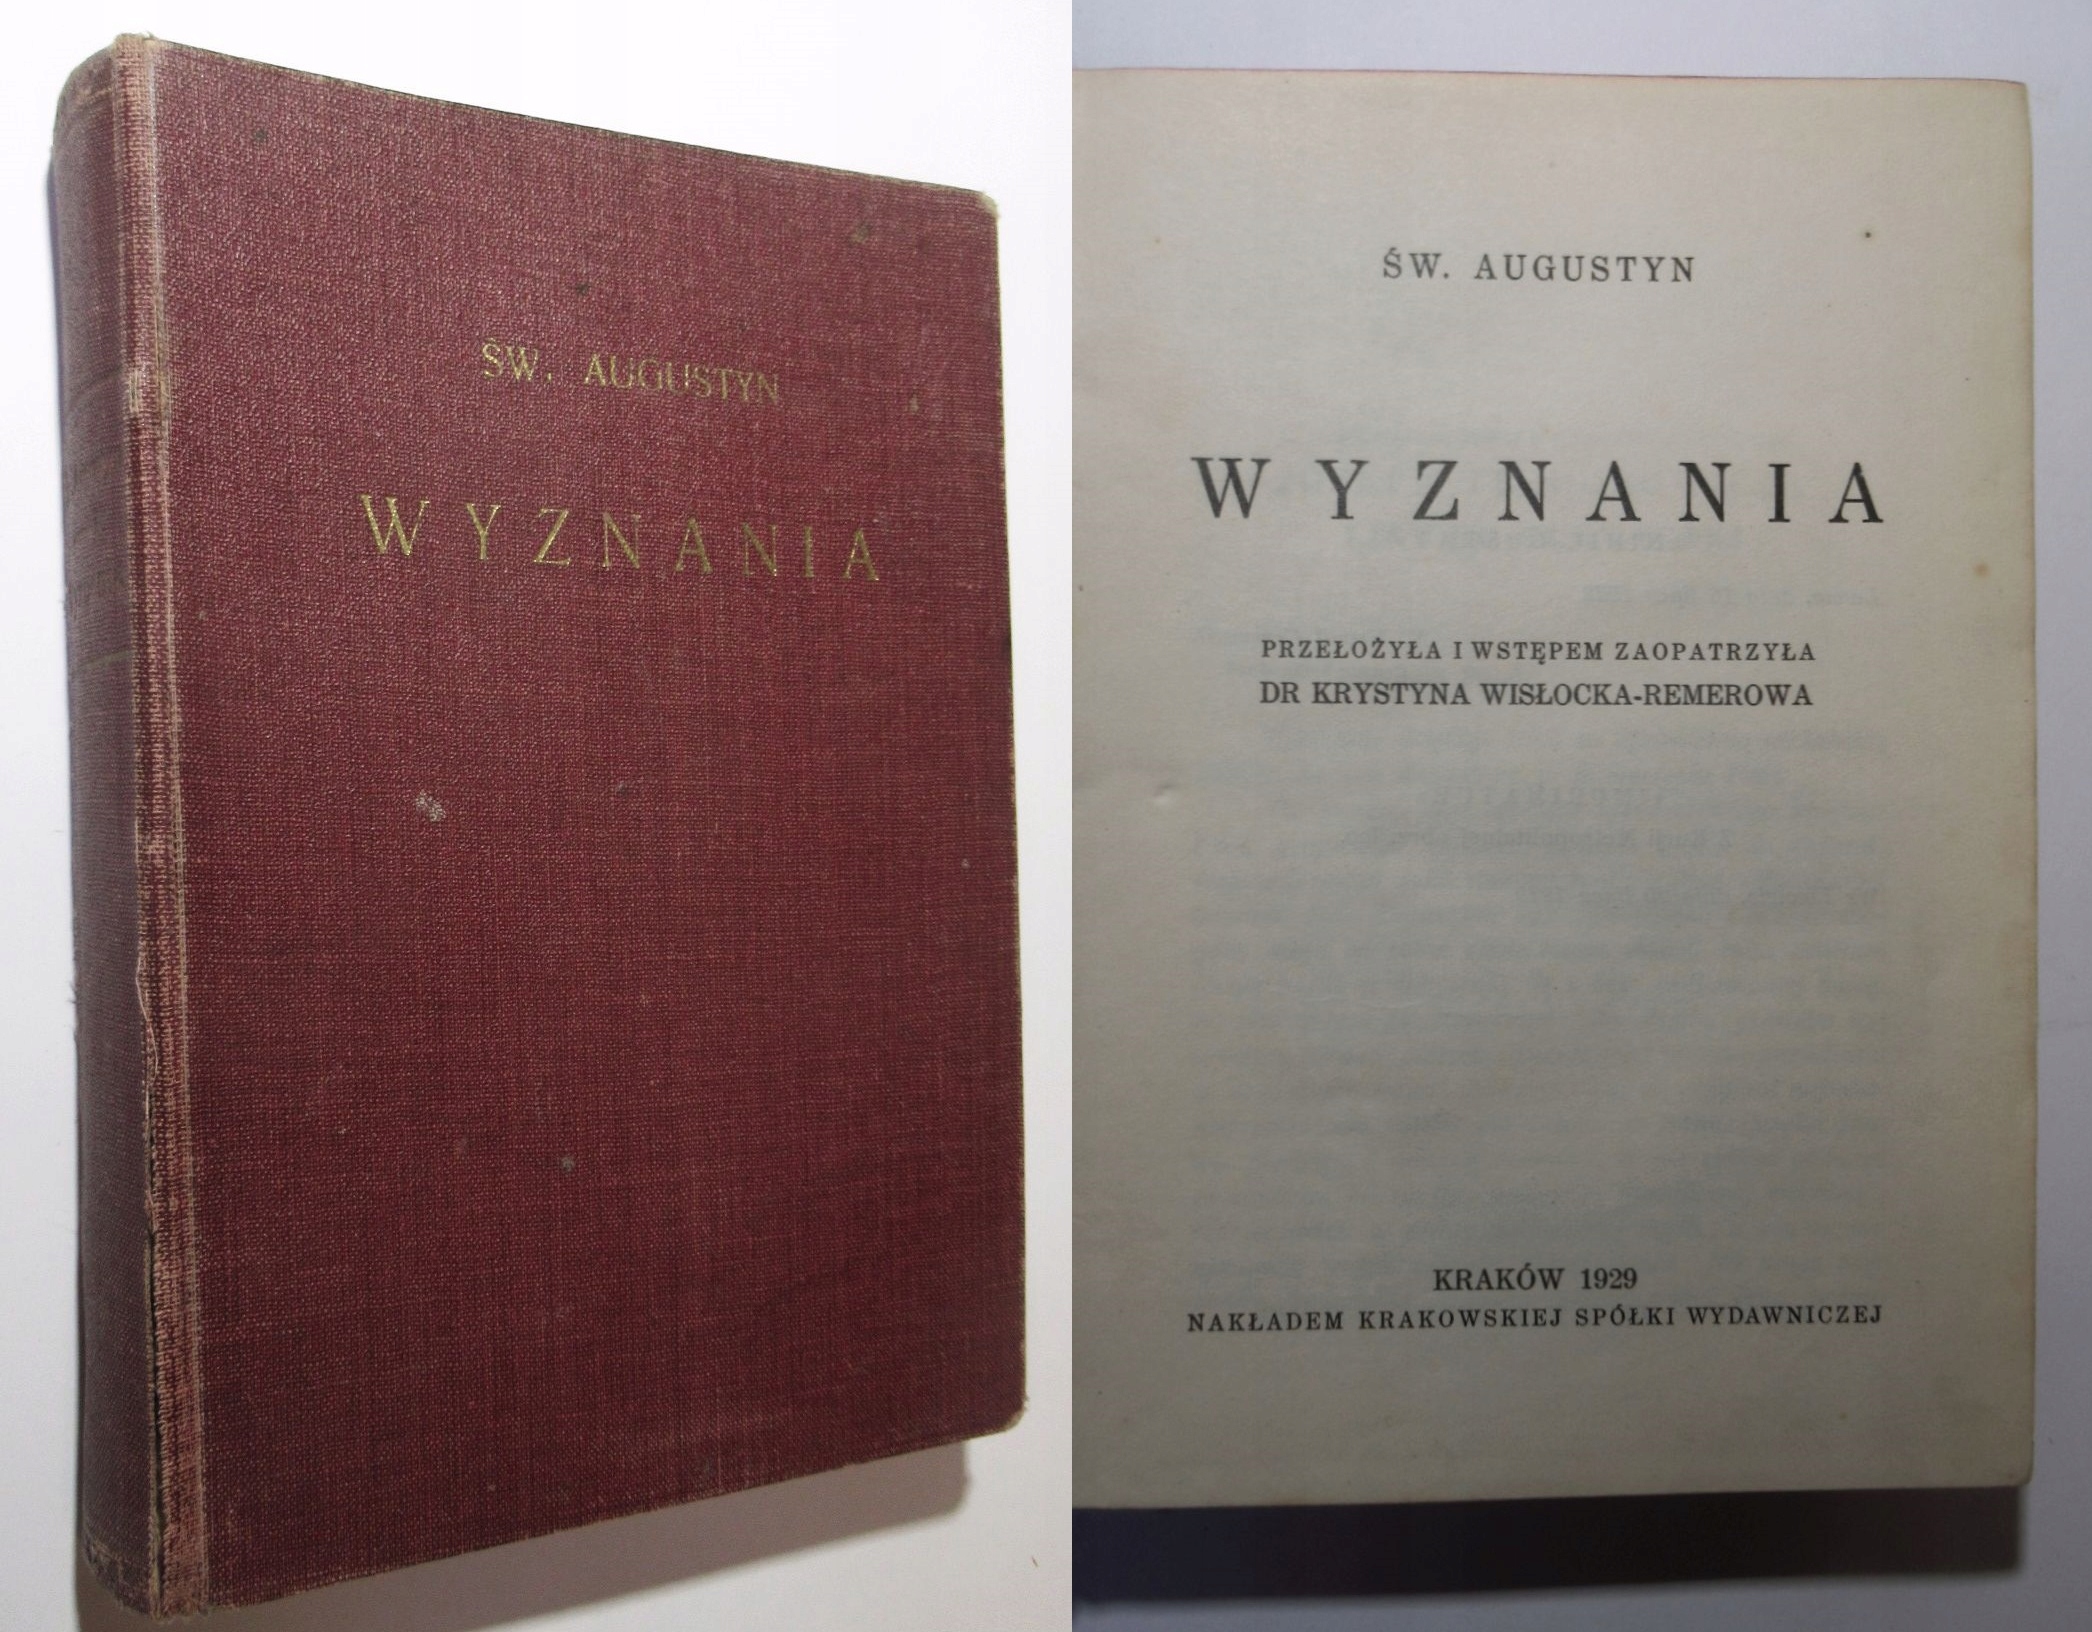 ŚW. AUGUSTYN
WYZNANIA
ŚW. AUGUSTYN
WYZNANIA
PRZEŁOŻYŁA I WSTĘPEM ZAOPATRZYŁA
DR KRYSTYNA WISŁOCKA-REMEROWA
KRAKÓW 1929
NAKŁADEM KRAKOWSKIEJ SPÓŁKI WYDAWNICZEJ